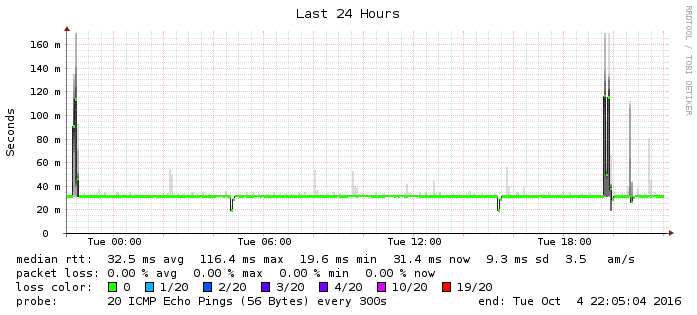 Last 24 Hours
RRDTOOL / TOBI OETIKER
Seconds
160 m
140 m
120 m
100 m
80 m
60 m
40 m
20 m
0
Tue 00:00 Tue 06:00 Tue 12:00 Tue 18:00
median rtt: 32.5 ms avg 116.4 ms max 19.6 ms min 31.4 ms now 9.3 ms sd 3.5 am/s
packet loss: 0.00 % avg 0.00 % max 0.00 % min 0.00 % now
loss color: 0 1/20 2/20 3/20 4/20 10/20 19/20
probe: 20 ICMP Echo Pings (56 Bytes) every 300s end: Tue Oct 4 22:05:04 2016